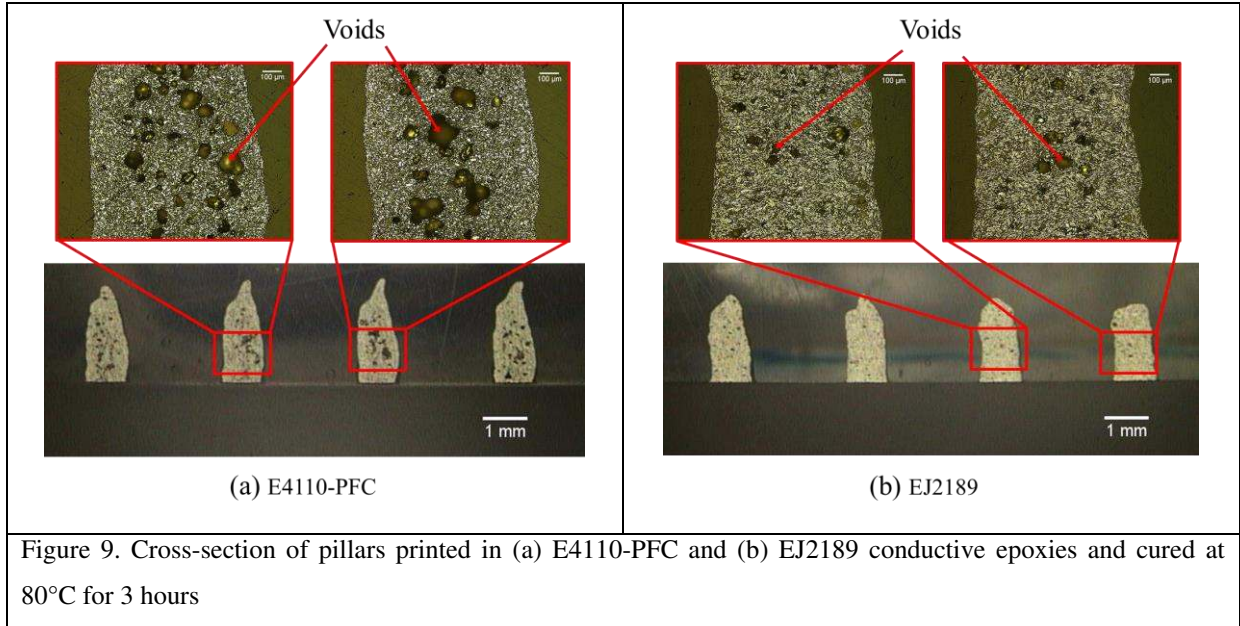 Voids
100 µm
100 µm
1 mm
(a) E4110-PFC
Voids
100 µm
100 µm
1 mm
(b) EJ2189
Figure 9. Cross-section of pillars printed in (a) E4110-PFC and (b) EJ2189 conductive epoxies and cured at
80°C for 3 hours